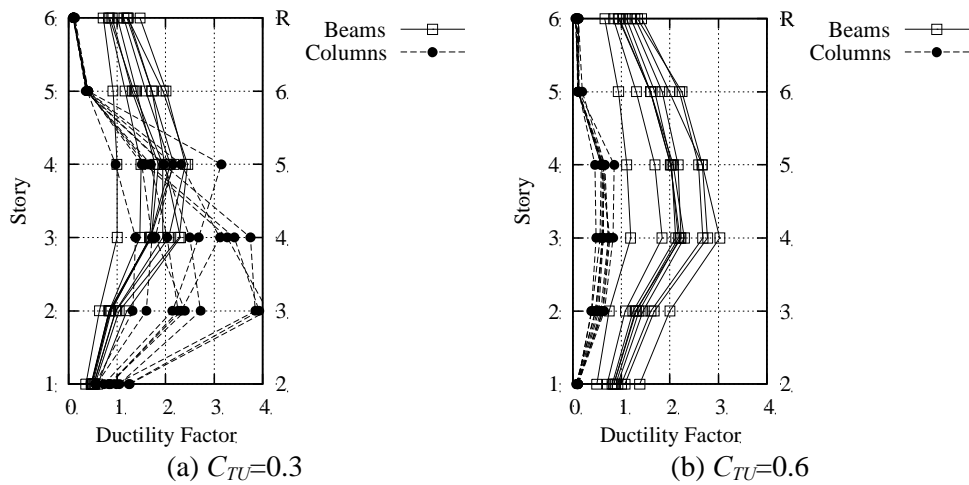 6.
5.
4.
3.
2.
1.
Story
R
6.
5.
4.
3.
2.
0.
1.
2.
3.
4.
Ductility Factor
Beams
Columns
(a) C_TU=0.3
6.
5.
4.
3.
2.
1.
Story
R
6.
5.
4.
3.
2.
0.
1.
2.
3.
4.
Ductility Factor
Beams
Columns
(b) C_TU=0.6